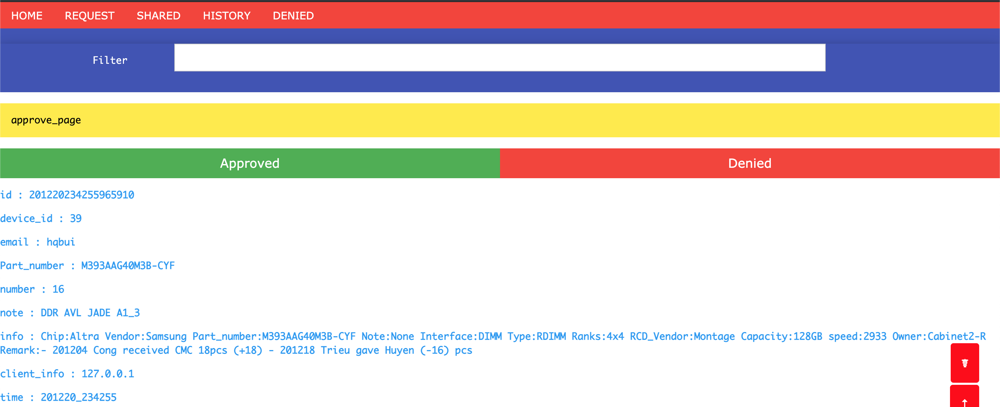 HOME REQUEST SHARED HISTORY DENIED
Filter
approve_page
Approved Denied
id : 201220234255965910
device_id : 39
email : hqbui
Part_number : M393AAG40M3B-CYF
number : 16
note : DDR AVL JADE A1_3
info : Chip:Altra Vendor:Samsung Part_number:M393AAG40M3B-CYF Note:None Interface:DIMM Type:RDIMM Ranks:4x4 RCD_Vendor:Montage Capacity:128GB speed:2933 Owner:Cabinet2-R
Remark:- 201204 Cong received CMC 18pcs (+18) - 201218 Trieu gave Huyen (-16) pcs
client_info : 127.0.0.1
time : 201220_234255